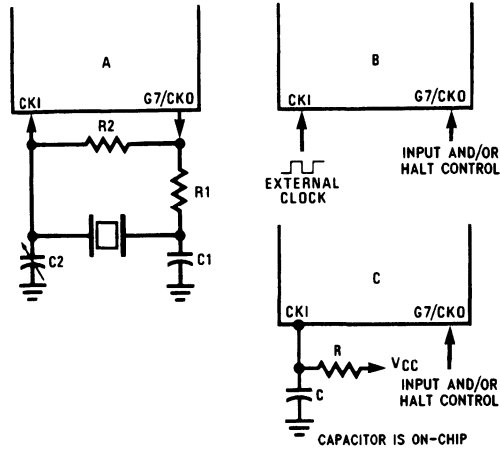 A
CKI
G7/CKO
R2
R1
C2
C1
B
CKI
G7/CKO
EXTERNAL
CLOCK
INPUT AND/OR
HALT CONTROL
C
CKI
G7/CKO
R
VCC
C
INPUT AND/OR
HALT CONTROL
CAPACITOR IS ON-CHIP